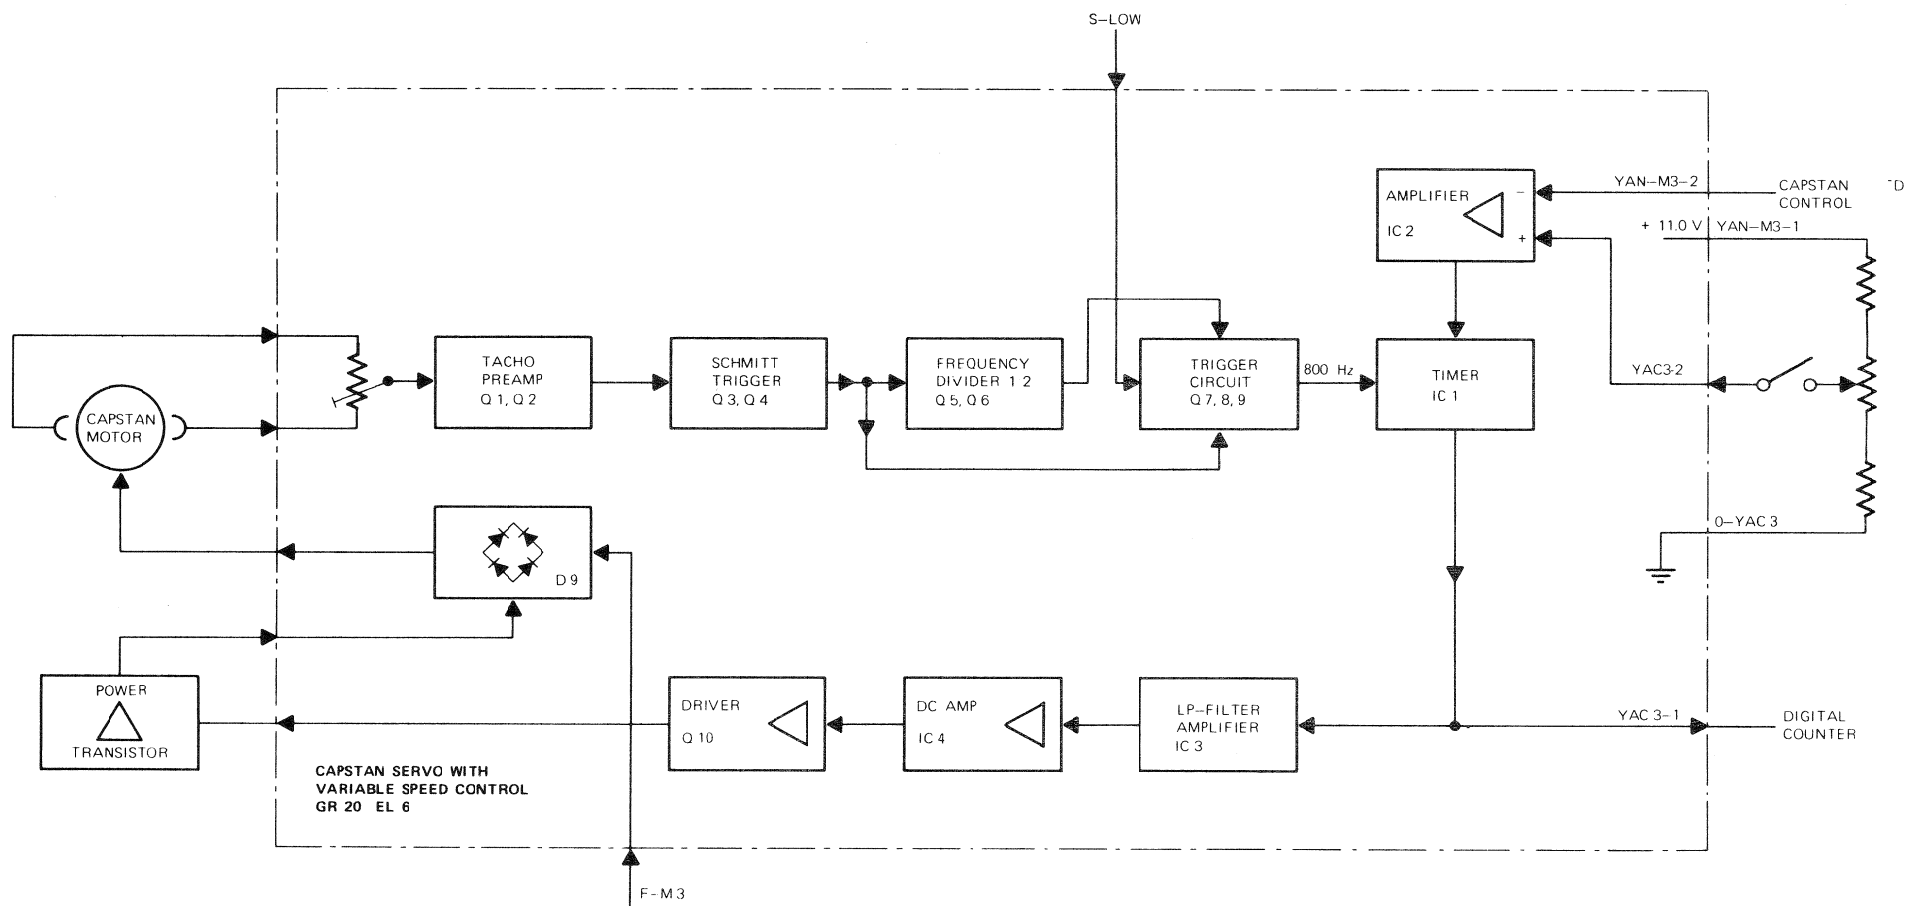 S-LOW
AMPLIFIER
-
IC 2
+
YAN-M3-2
CAPSTAN
CONTROL
TD
+ 11.0 V
YAN-M3-1
CAPSTAN
MOTOR
TACHO
PREAMP
Q 1, Q 2
SCHMITT
TRIGGER
Q 3, Q 4
FREQUENCY
DIVIDER 1 2
Q 5, Q 6
TRIGGER
CIRCUIT
Q 7, 8, 9
800 Hz
TIMER
IC 1
YAC3-2
D 9
0-YAC 3
POWER
TRANSISTOR
DRIVER
Q 10
DC AMP
IC 4
LP-FILTER
AMPLIFIER
IC 3
YAC 3-1
DIGITAL
COUNTER
CAPSTAN SERVO WITH
VARIABLE SPEED CONTROL
GR 20 EL 6
F-M 3